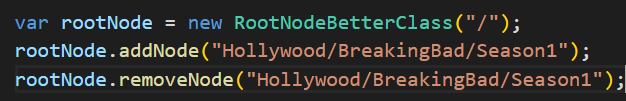 var rootNode = new RootNodeBetterClass("/");
rootNode.addNode("Hollywood/BreakingBad/Season1");
rootNode.removeNode("Hollywood/BreakingBad/Season1");